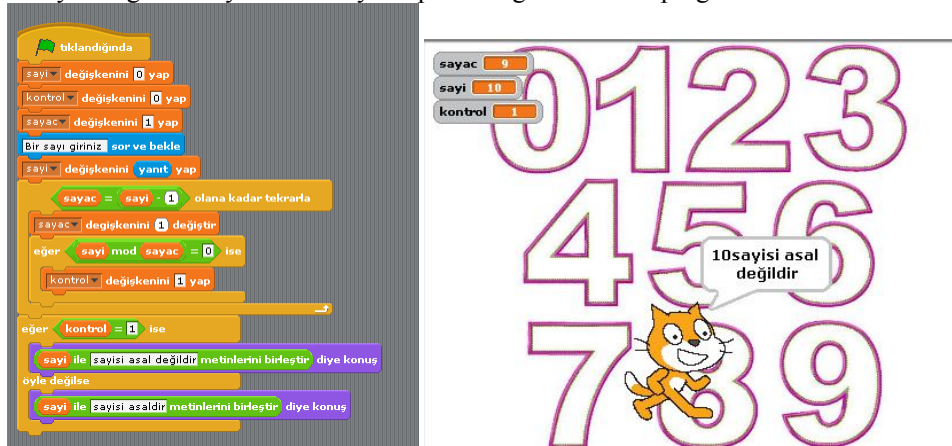 tıklandığında
sayi değişkenini 0 yap
kontrol değişkenini 0 yap
sayac değişkenini 1 yap
Bir sayı giriniz sor ve bekle
sayi değişkenini yanıt yap
sayac = sayi - 1 olana kadar tekrarla
sayac degişkenini 1 değiştir
eğer sayi mod sayac = 0 ise
kontrol değişkenini 1 yap
eğer kontrol = 1 ise
sayi ile sayisi asal değildir metinlerini birleştir diye konuş
öyle değilse
sayi ile sayisi asaldir metinlerini birleştir diye konuş
sayac 9
sayi 10
kontrol 1
0123
456
10sayisi asal
değildir
789